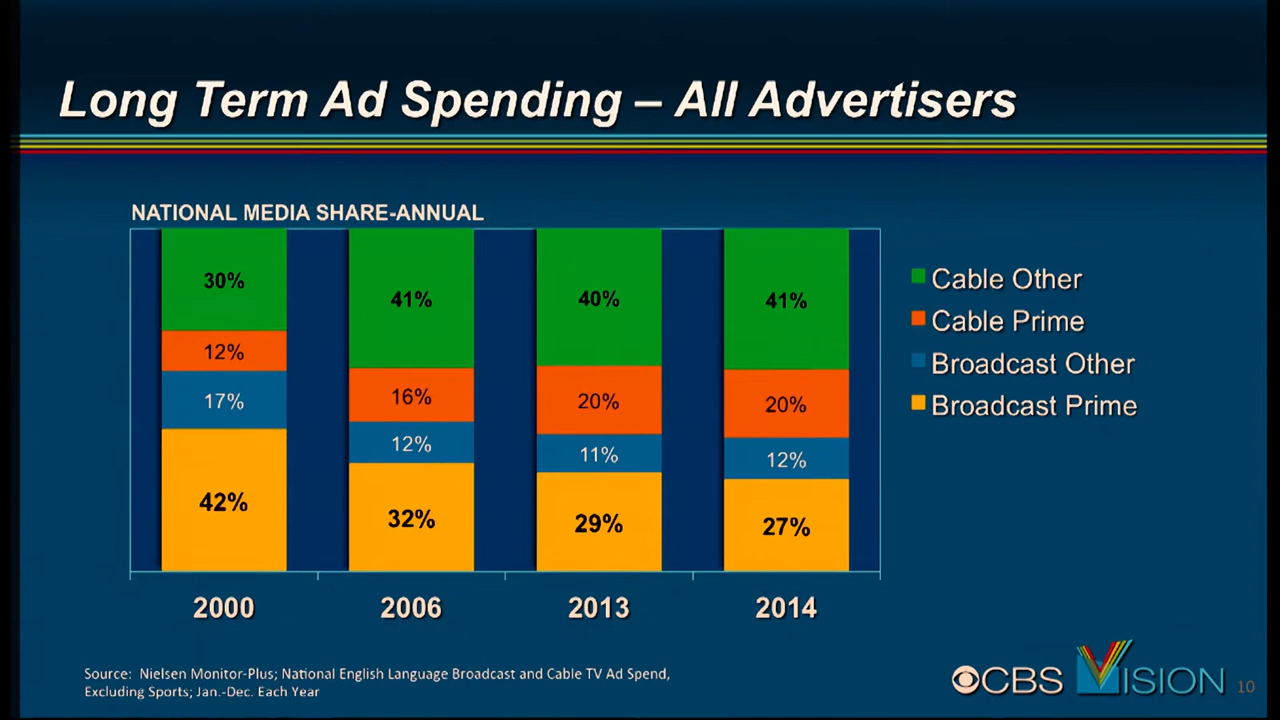 Long Term Ad Spending – All Advertisers
NATIONAL MEDIA SHARE-ANNUAL
30%
41%
40%
41%
12%
16%
20%
20%
17%
12%
11%
12%
42%
32%
29%
27%
2000
2006
2013
2014
Cable Other
Cable Prime
Broadcast Other
Broadcast Prime
Source: Nielsen Monitor-Plus; National English Language Broadcast and Cable TV Ad Spend,
Excluding Sports; Jan.-Dec. Each Year
CBS VISION
10